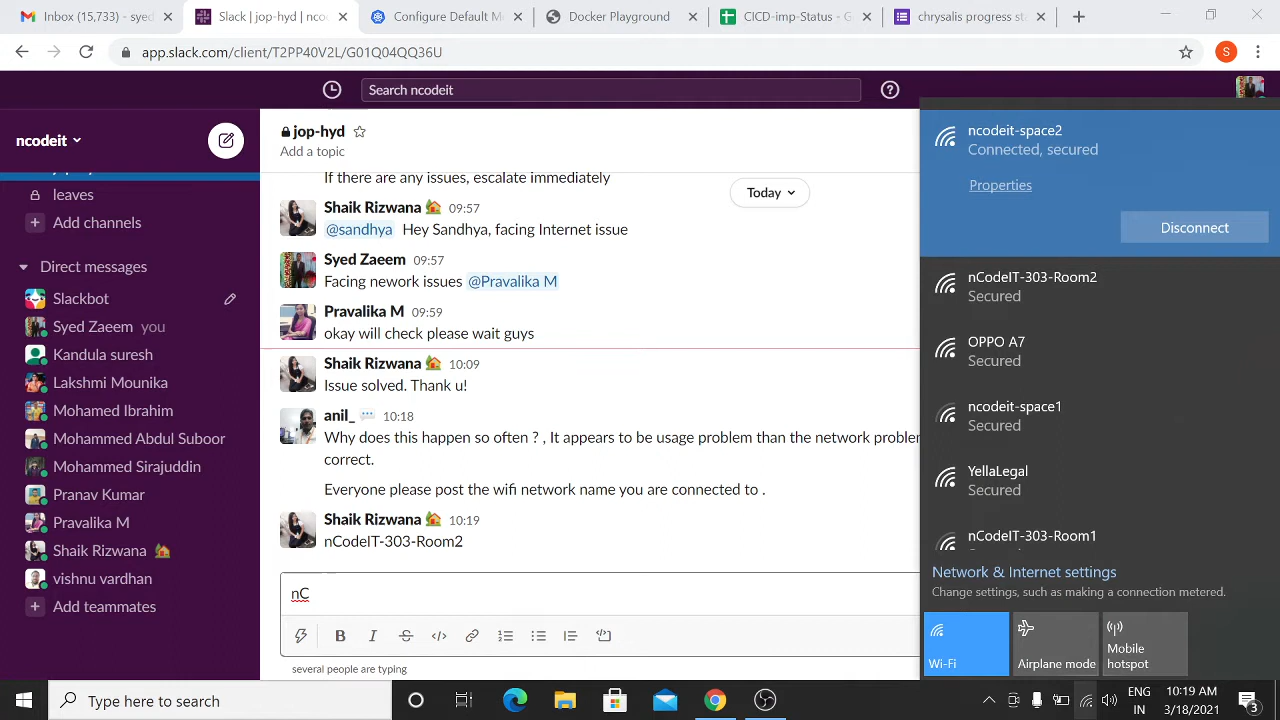 Inbox (15,733) - syed
Slack | jop-hyd | nco
Configure Default M
Docker Playground
CICD-imp-Status - G
chrysalis progress st
app.slack.com/client/T2PP40V2L/G01Q04QQ36U
S
Search ncodeit
ncodeit
leaves
Add channels
Direct messages
Slackbot
Syed Zaeem you
Kandula suresh
Lakshmi Mounika
Mohamed Ibrahim
Mohammed Abdul Suboor
Mohammed Sirajuddin
Pranav Kumar
Pravalika M
Shaik Rizwana
vishnu vardhan
Add teammates
jop-hyd
Add a topic
If there are any issues, escalate immediately
Today
Shaik Rizwana 09:57
@sandhya Hey Sandhya, facing Internet issue
Syed Zaeem 09:57
Facing nework issues @Pravalika M
Pravalika M 09:59
okay will check please wait guys
Shaik Rizwana 10:09
Issue solved. Thank u!
anil_ 10:18
Why does this happen so often ? , It appears to be usage problem than the network problem
correct.
Everyone please post the wifi network name you are connected to .
Shaik Rizwana 10:19
nCodeIT-303-Room2
nC
several people are typing
ncodeit-space2
Connected, secured
Properties
Disconnect
nCodeIT-303-Room2
Secured
OPPO A7
Secured
ncodeit-space1
Secured
YellaLegal
Secured
nCodeIT-303-Room1
Network & Internet settings
Change settings, such as making a connection metered.
Wi-Fi
Airplane mode
Mobile hotspot
Type here to search
ENG
IN
10:19 AM
3/18/2021
3